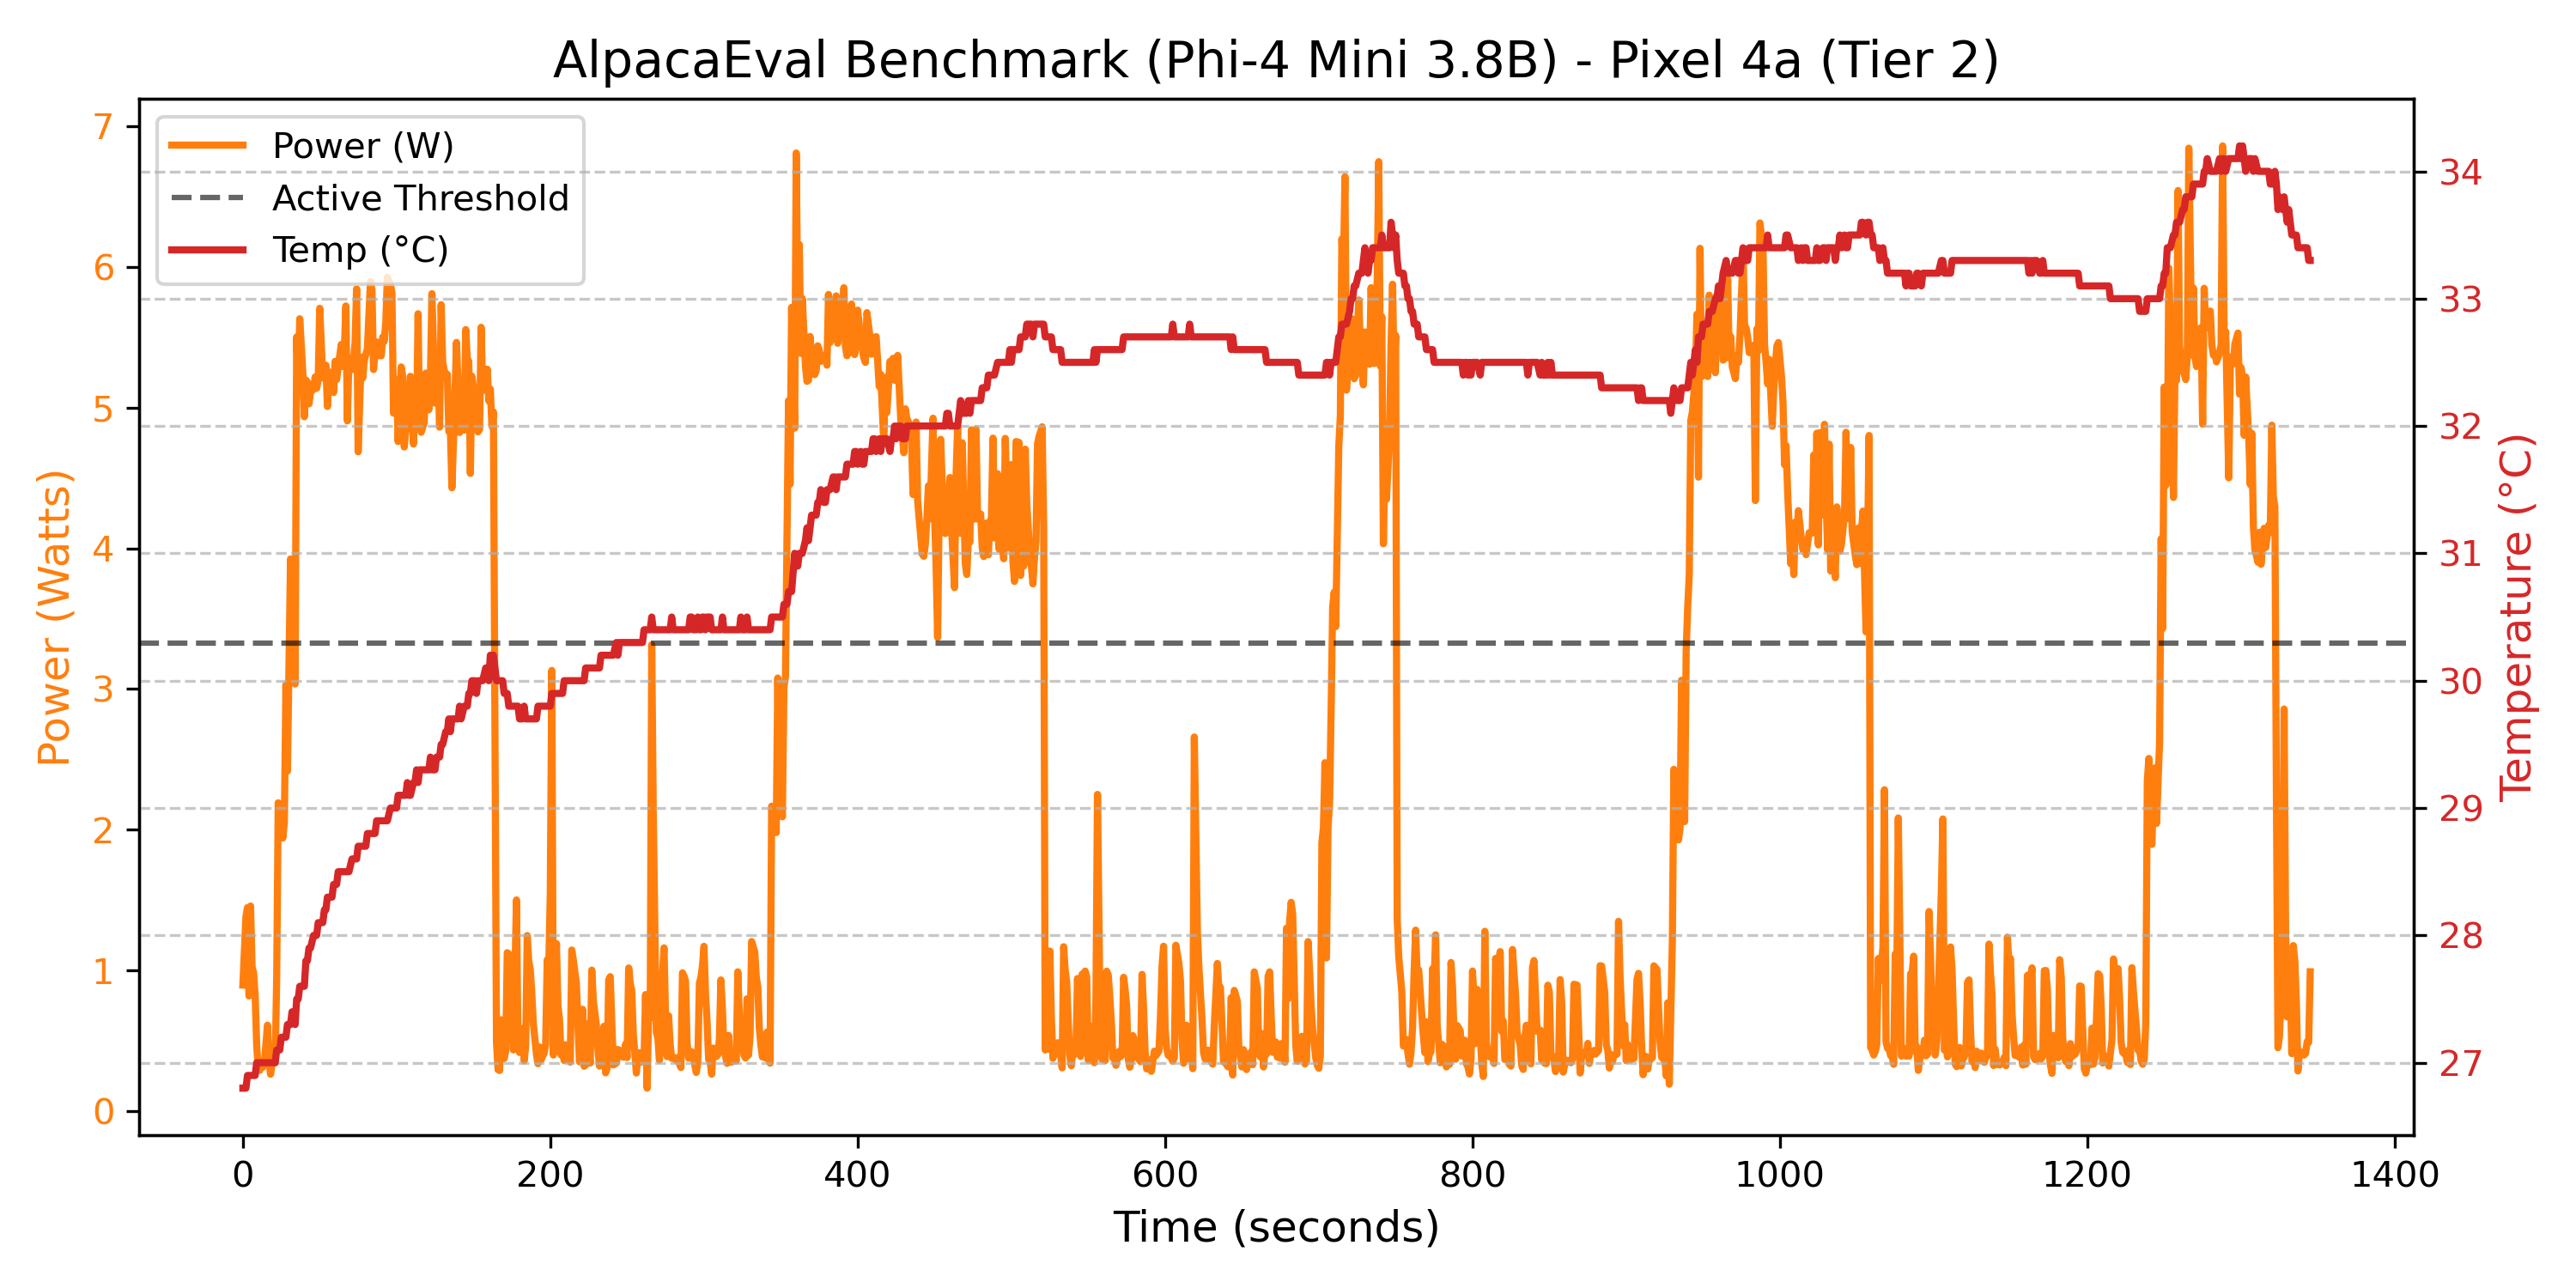 AlpacaEval Benchmark (Phi-4 Mini 3.8B) - Pixel 4a (Tier 2)
Power (W)
Active Threshold
Temp (°C)
Power (Watts)
7
6
5
4
3
2
1
0
34
33
32
31
30
29
28
27
Temperature (°C)
0 200 400 600 800 1000 1200 1400
Time (seconds)